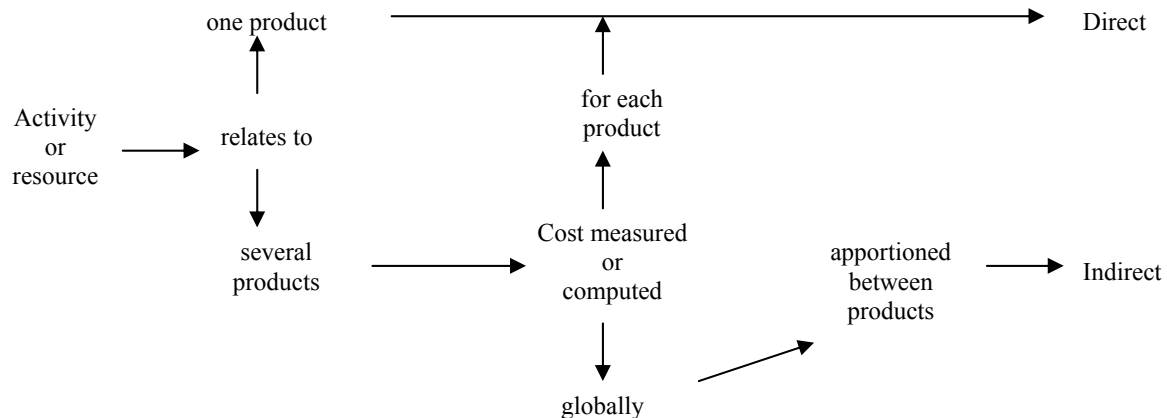 one product
Direct
for each
product
Activity
or
resource
relates to
several
products
Cost measured
or
computed
apportioned
between
products
Indirect
globally